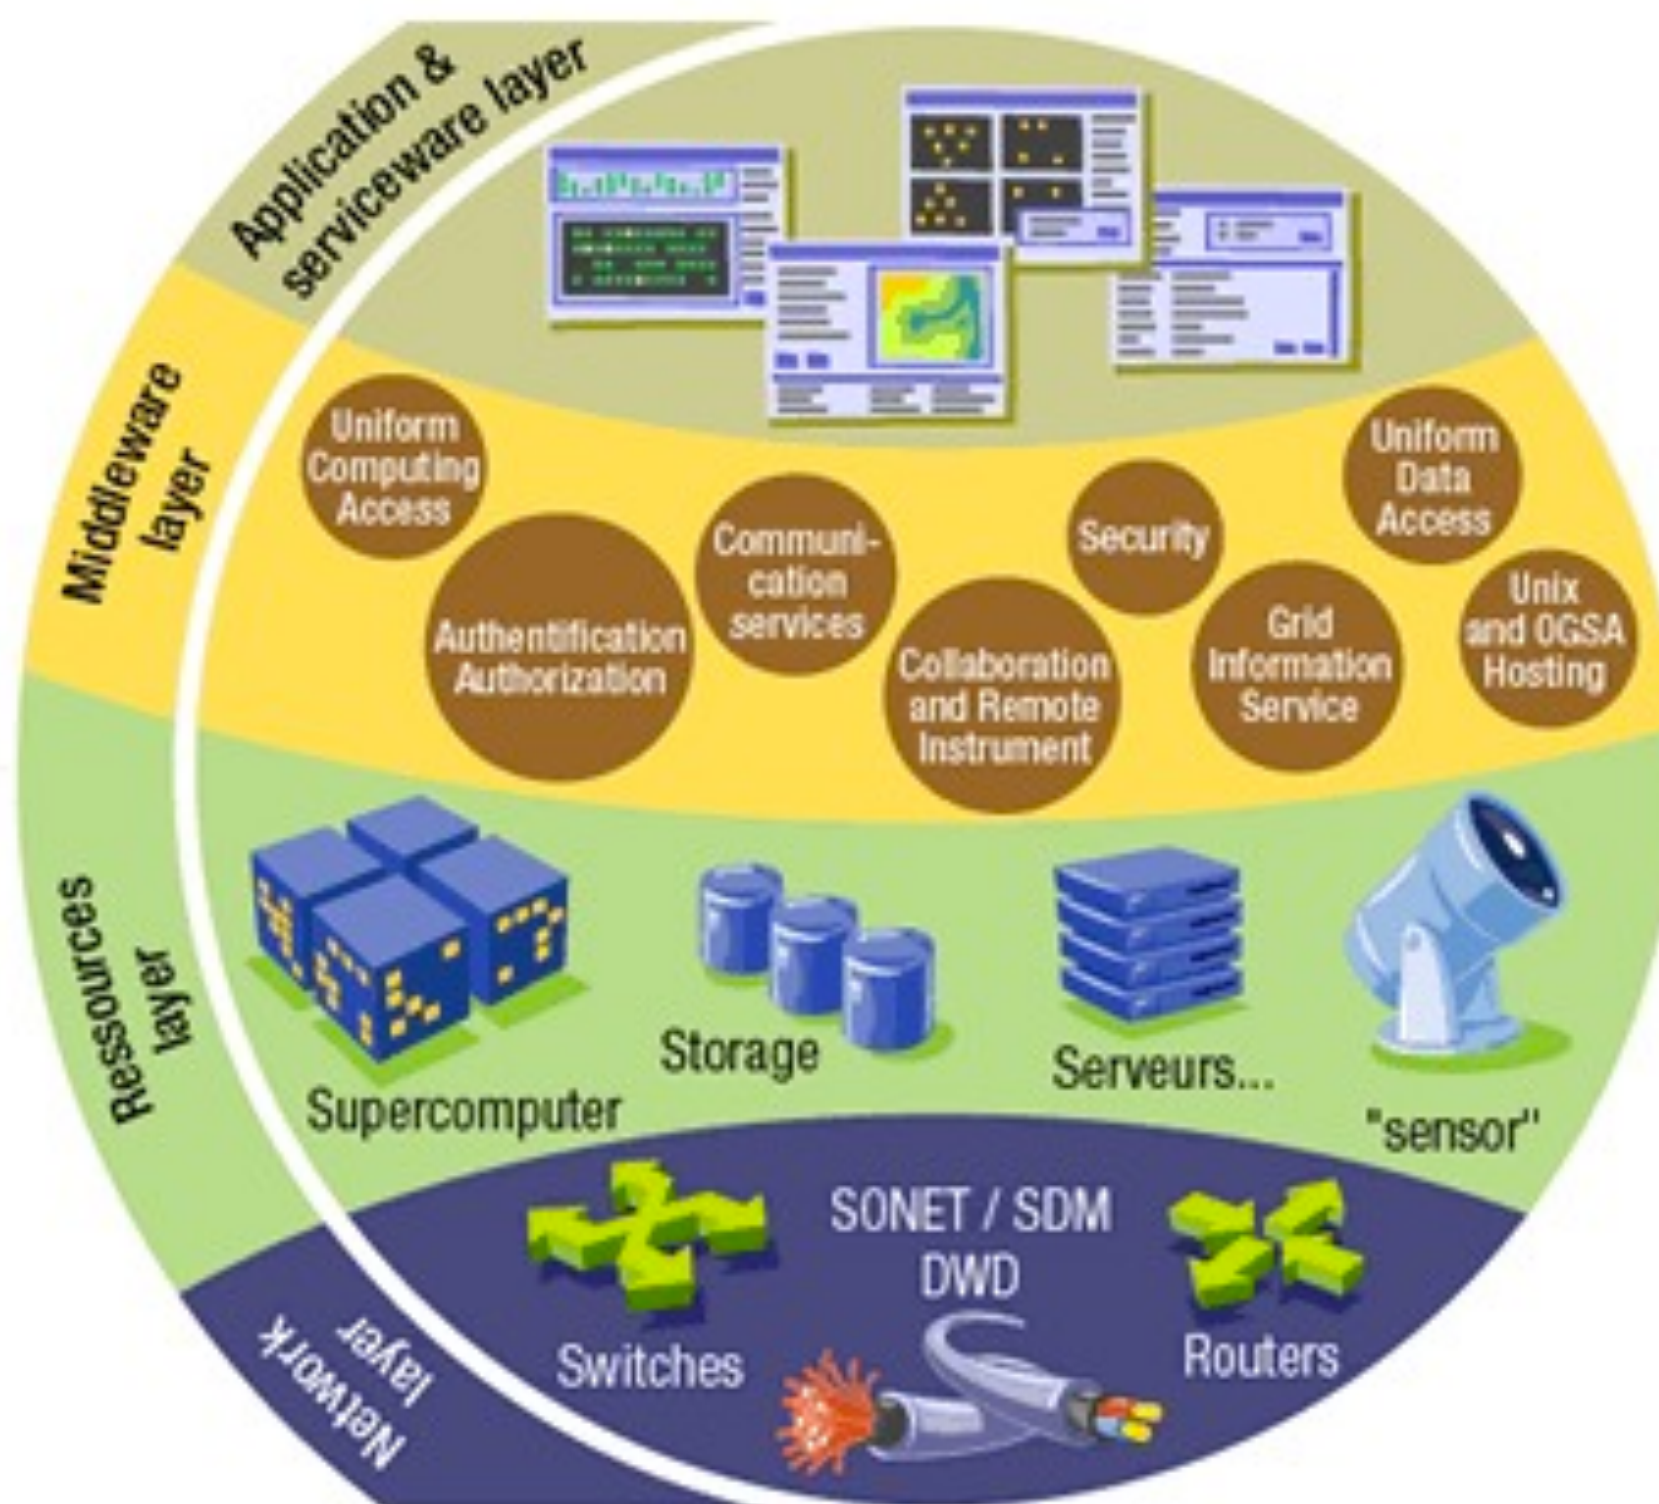 Application &
serviceware layer
Middleware
layer
Uniform
Computing
Access
Authentification
Authorization
Communi-
cation
services
Collaboration
and Remote
Instrument
Security
Grid
Information
Service
Uniform
Data
Access
Unix
and OGSA
Hosting
Ressources
layer
Supercomputer
Storage
Serveurs...
"sensor"
Network
layer
Switches
SONET / SDM
DWD
Routers